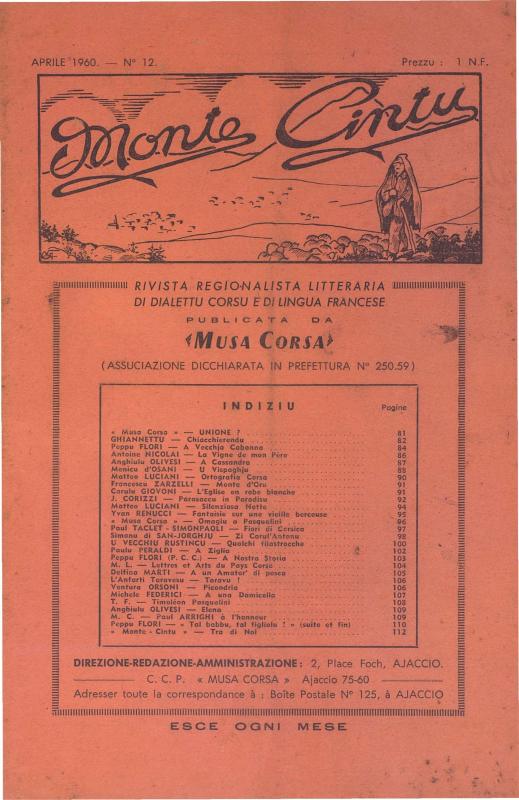 APRILE 1960. — N° 12.
Prezzu : 1 N.F.
Monte Cintu
RIVISTA REGIONALISTA LITTERARIA
DI DIALETTU CORSU E DI LINGUA FRANCESE
PUBLICATA DA
«MUSA CORSA»
(ASSUCIAZIONE DICCHIARATA IN PREFETTURA N° 250.59)
INDIZIU Pagine
« Musa Corsa » — UNIONE ? 81
GHIANNETTU — Chiacchierendu 82
Peppu FLORI — A Vecchia Cabanna 84
Antoine NICOLAI — La Vigne de mon Père 86
Anghiulu OLIVESI — A Cassandra 87
Menicu d'OSANI — U Vispoghju 88
Matteu LUCIANI — Ortografia Corsa 90
Francescu ZARZELLI — Monte d'Oru 91
Carulu GIOVONI — L'Eglise en robe blanche 91
J. CORIZZI — Parasaccu in Paradisu 92
Matteu LUCIANI — Silenziosa Notte 94
Yvan RENUCCI — Fantaisie sur une vieille berceuse 95
« Musa Corsa » — Omagiu a Pasqualini 96
Paul TACLET - SIMONPAOLI — Fiori di Corsica 97
Simonu di SAN-JORGHJU — Zi Carul'Antonu 98
U VECCHIU RUSTINCU — Qualchi filastrocche 100
Paulu PERALDI — A Ziglia 102
Peppu FLORI (P. C. C.) — A Nostra Storia 103
M. L. — Lettres et Arts du Pays Corse 104
Delfina MARTI — A un Amator' di pesca 105
L'Anfarti Taravesu — Taravu ! 106
Ventura ORSONI — Picondria 106
Michele FEDERICI — A una Damicella 107
T. F. — Timoléon Pasqualini 108
Anghiulu OLIVESI — Elena 109
M. C. — Paul ARRIGHI à l'honneur 109
Peppu FLORI — « Tal babbu, tal figliolu ! » (suite et fin) 110
« Monte - Cintu » — Tra di Noi 112
DIREZIONE-REDAZIONE-AMMINISTRAZIONE : 2, Place Foch, AJACCIO.
C. C. P. « MUSA CORSA » Ajaccio 75-60
Adresser toute la correspondance à : Boîte Postale N° 125, à AJACCIO
ESCE OGNI MESE